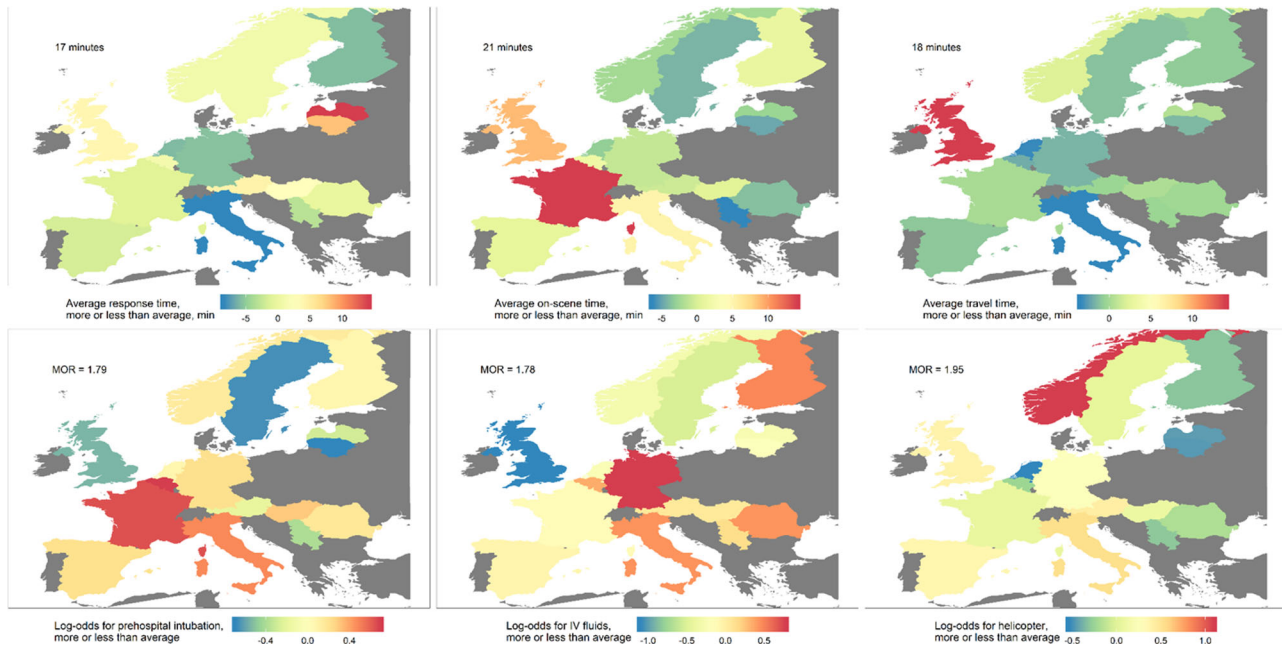 17 minutes
21 minutes
18 minutes
Average response time,
more or less than average, min
-5 0 5 10
Average on-scene time,
more or less than average, min
-5 0 5 10
Average travel time,
more or less than average, min
0 5 10
MOR = 1.79
MOR = 1.78
MOR = 1.95
Log-odds for prehospital intubation,
more or less than average
-0.4 0.0 0.4
Log-odds for IV fluids,
more or less than average
-1.0 -0.5 0.0 0.5
Log-odds for helicopter,
more or less than average
-0.5 0.0 0.5 1.0